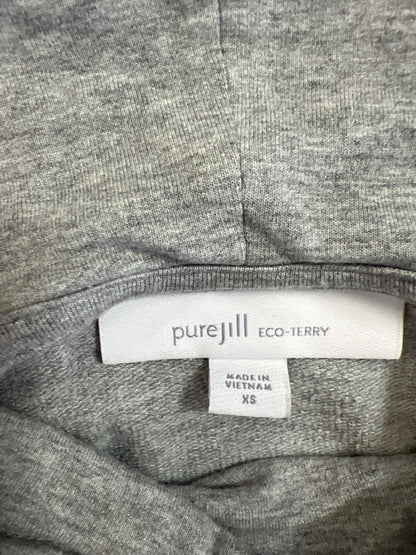 purejill ECO-TERRY
MADE IN
VIETNAM
XS